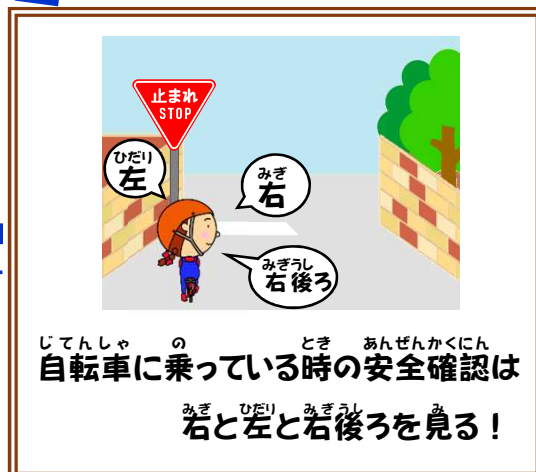 止まれ
STOP
ひだり
左
みぎ
右
みぎうし
右後ろ
じてんしゃ の とき あんぜんかくにん
自転車に乗っている時の安全確認は
みぎ ひだり みぎうし み
右と左と右後ろを見る!